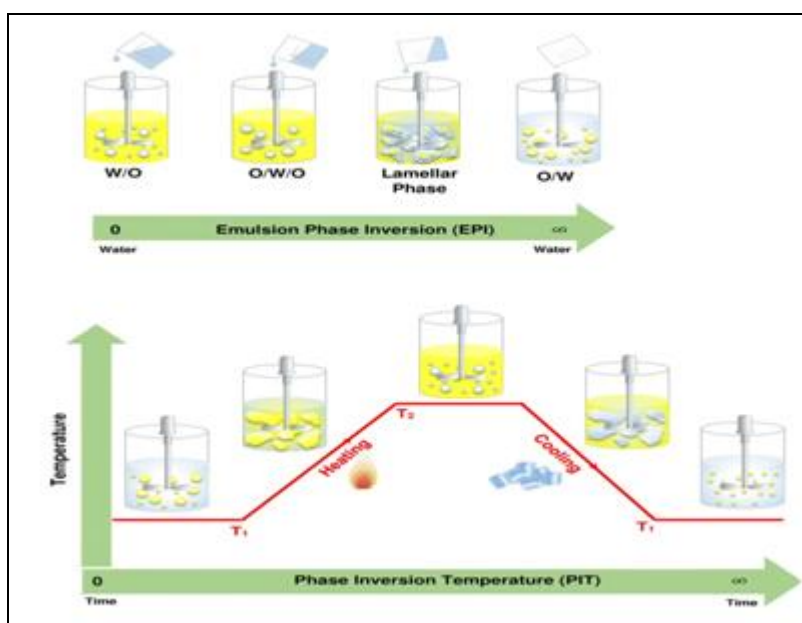 W/O
O/W/O
Lamellar
Phase
O/W
0
Emulsion Phase Inversion (EPI)
∞
Water
Water
Temperature
T₂
Heating
Cooling
T₁
T₁
0
Phase Inversion Temperature (PIT)
∞
Time
Time